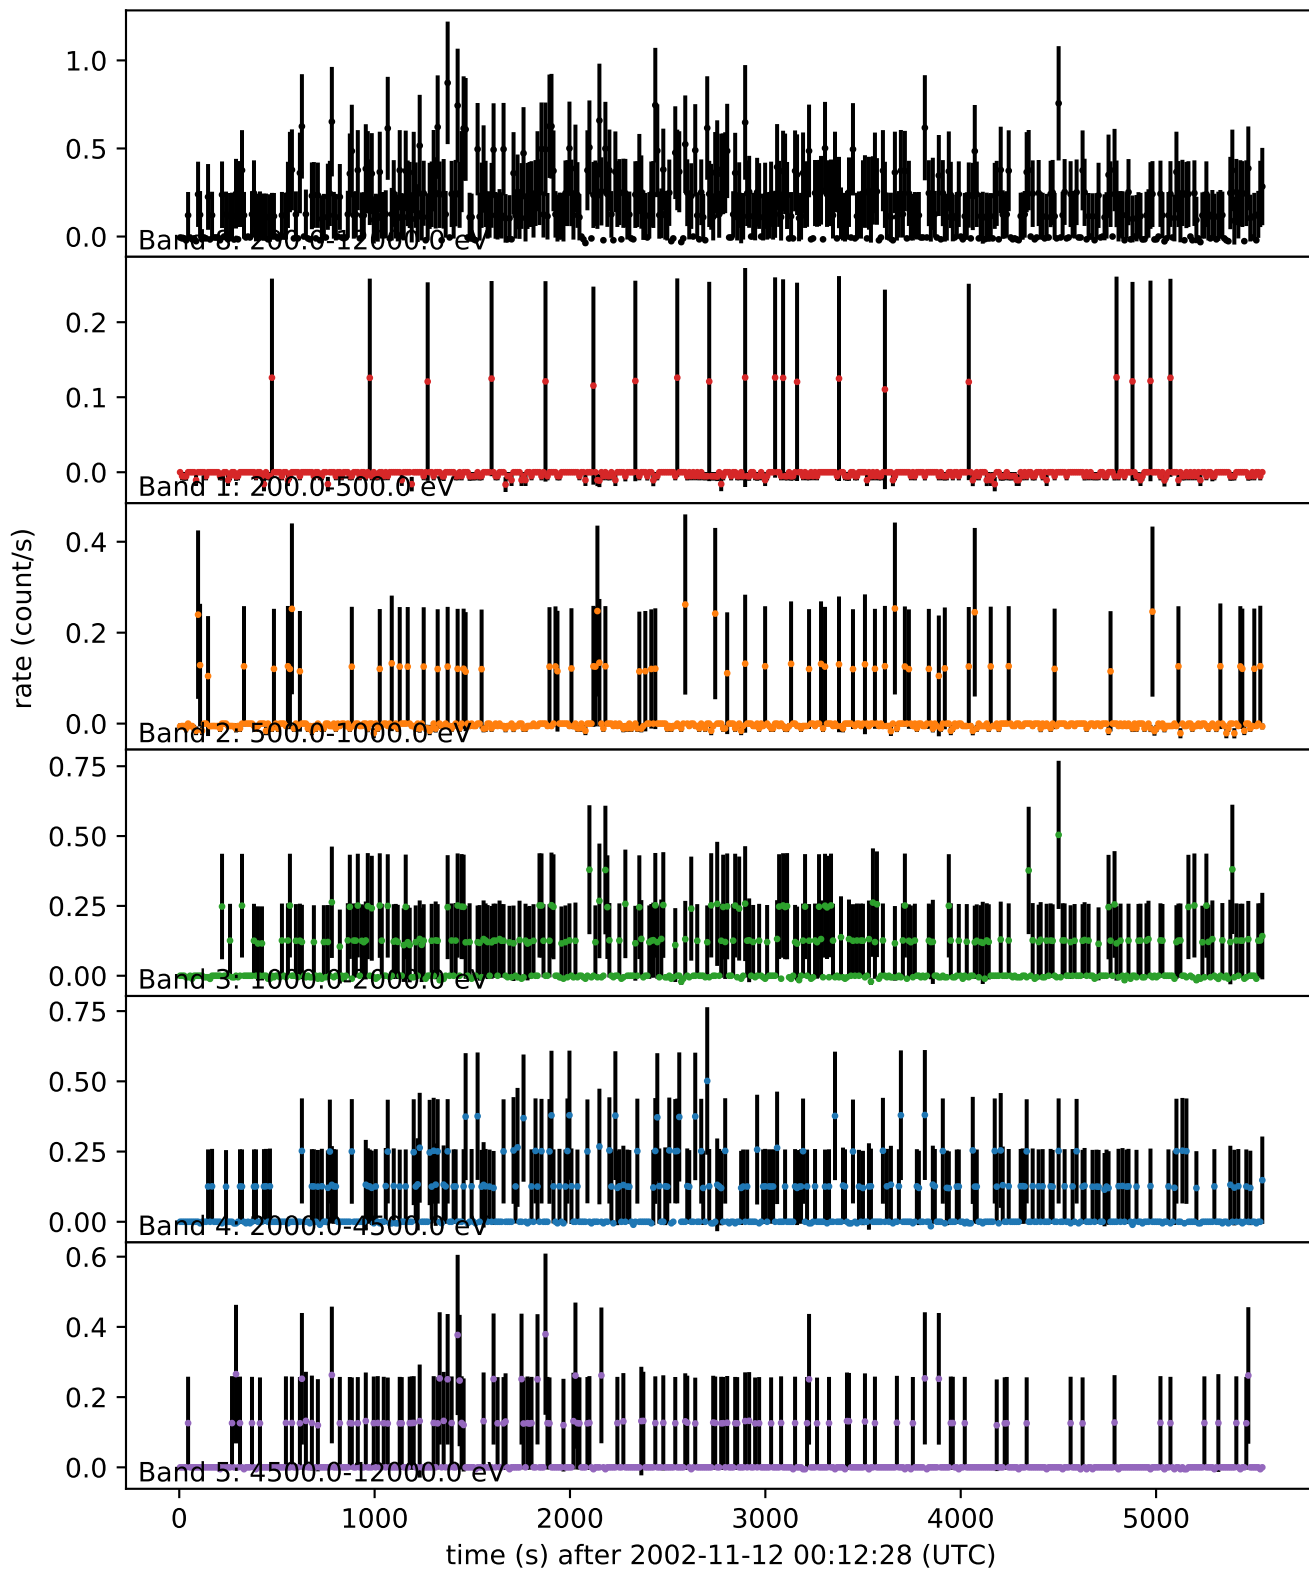 1.0
0.5
0.0
Band 8: 200.0-12000.0 eV
0.2
0.1
0.0
Band 1: 200.0-500.0 eV
rate (count/s)
0.4
0.2
0.0
Band 2: 500.0-1000.0 eV
0.75
0.50
0.25
0.00
Band 3: 1000.0-2000.0 eV
0.75
0.50
0.25
0.00
Band 4: 2000.0-4500.0 eV
0.6
0.4
0.2
0.0
Band 5: 4500.0-12000.0 eV
0 1000 2000 3000 4000 5000
time (s) after 2002-11-12 00:12:28 (UTC)